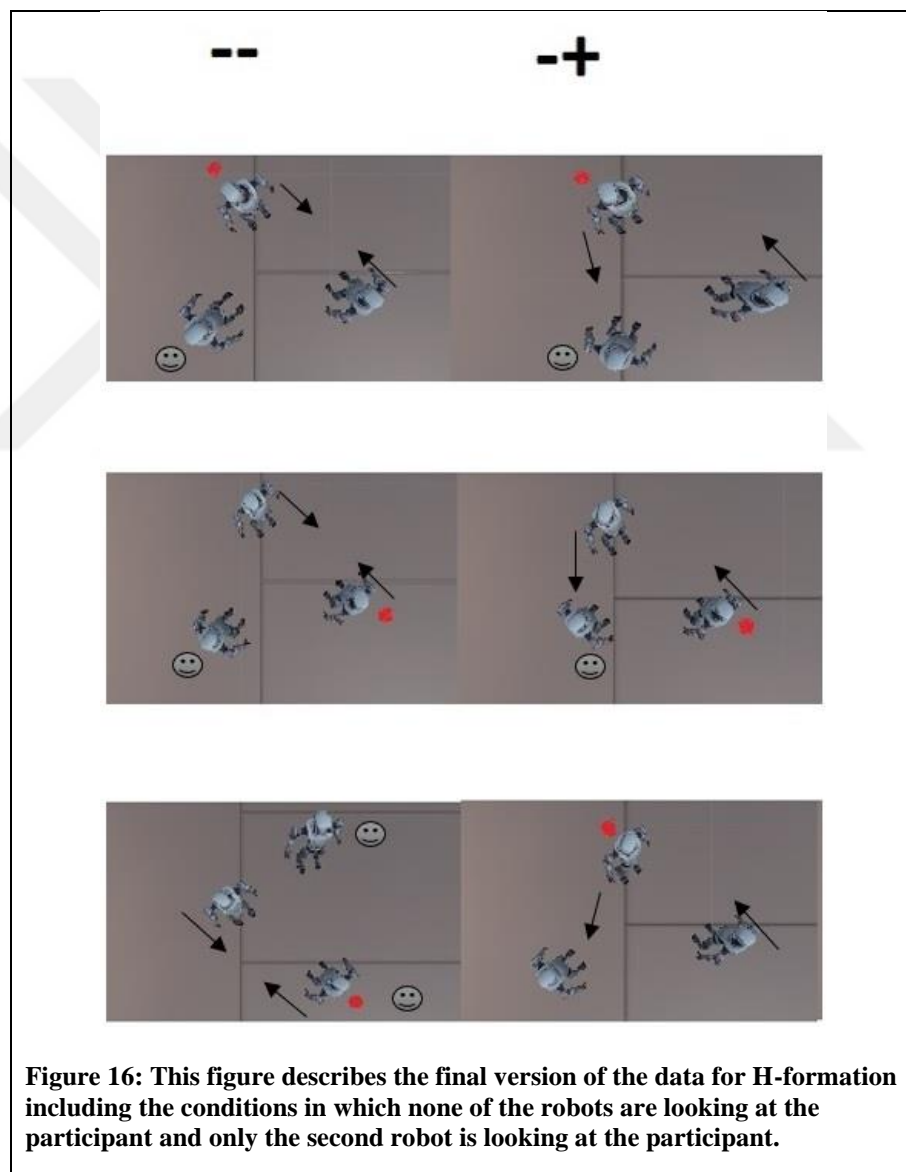 -- -+
Figure 16: This figure describes the final version of the data for H-formation
including the conditions in which none of the robots are looking at the
participant and only the second robot is looking at the participant.